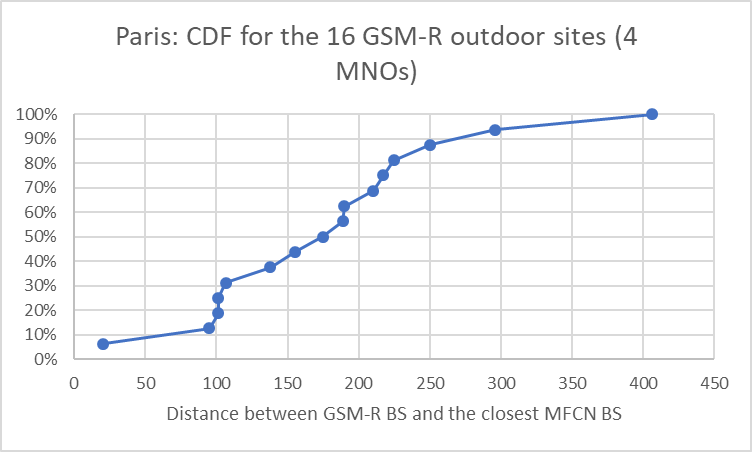 Paris: CDF for the 16 GSM-R outdoor sites (4
MNOs)
100%
90%
80%
70%
60%
50%
40%
30%
20%
10%
0%
0 50 100 150 200 250 300 350 400 450
Distance between GSM-R BS and the closest MFCN BS